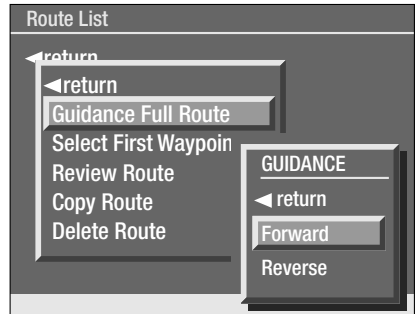 Route List
◄return
◄return
Guidance Full Route
Select First Waypoin
Review Route
Copy Route
Delete Route
GUIDANCE
◄ return
Forward
Reverse